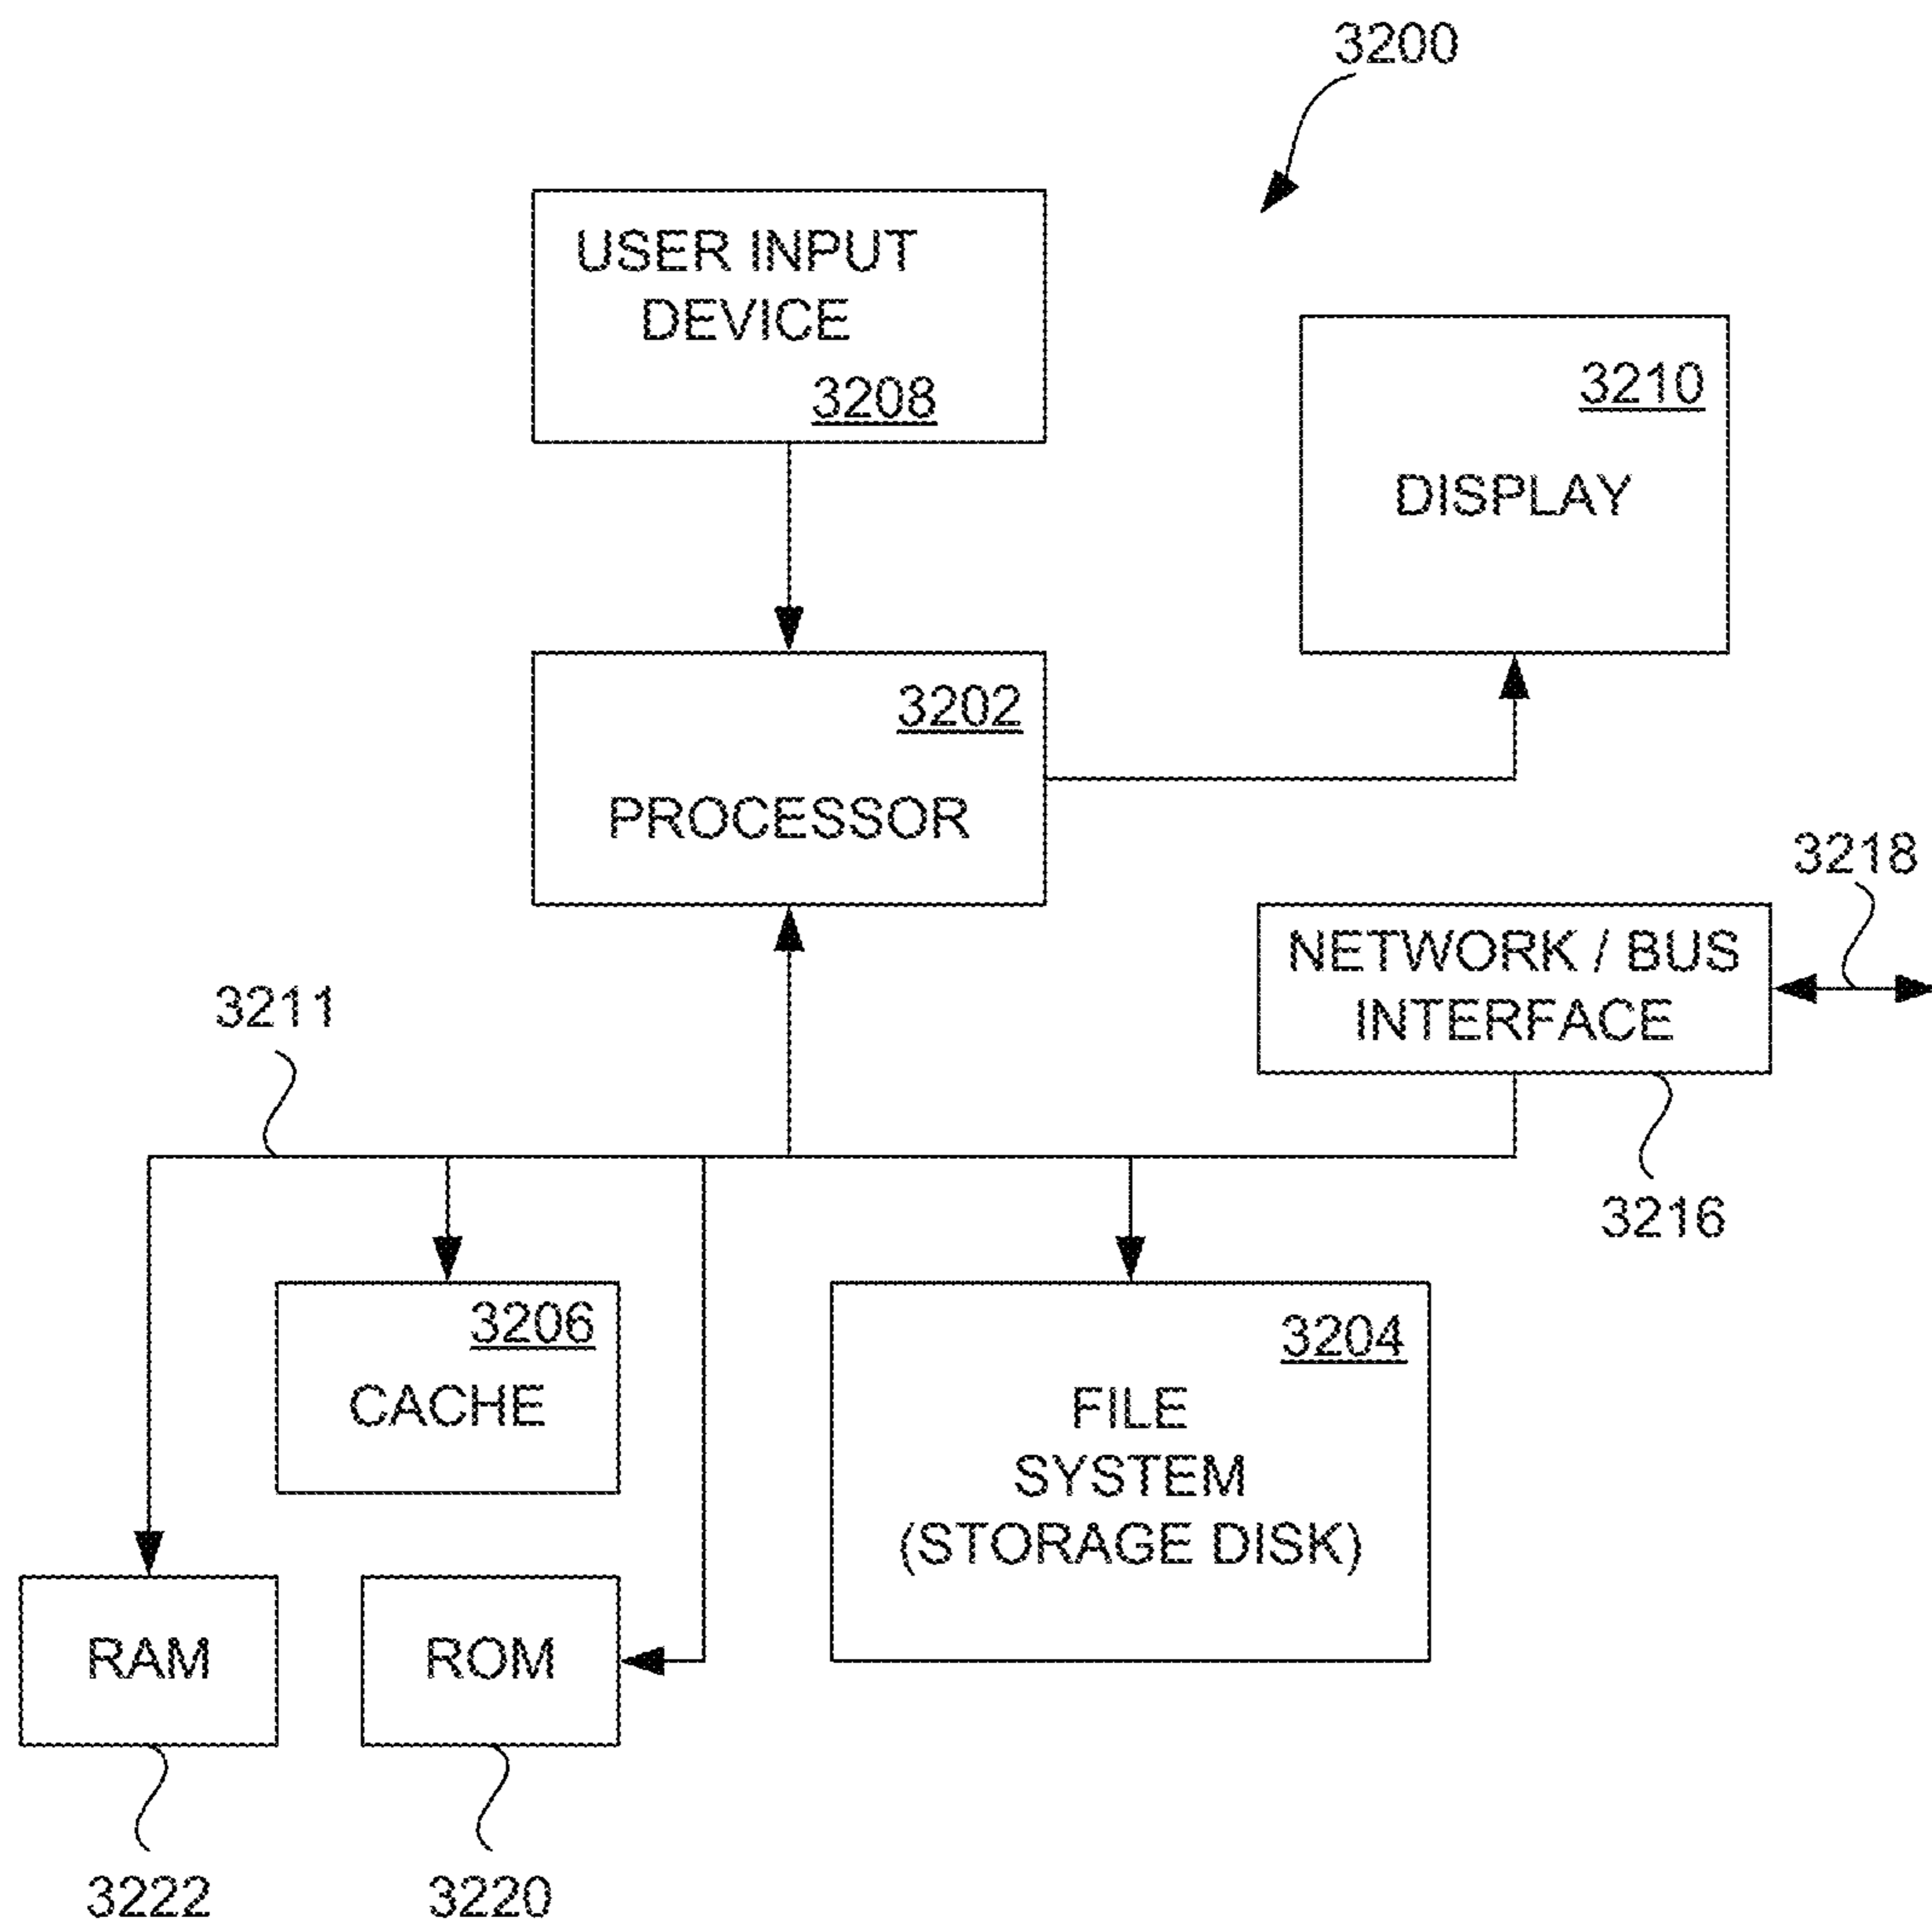 3200
USER INPUT
DEVICE
3208
3210
DISPLAY
3202
PROCESSOR
3218
NETWORK / BUS
INTERFACE
3211
3216
3206
CACHE
3204
FILE
SYSTEM
(STORAGE DISK)
RAM
ROM
3222
3220